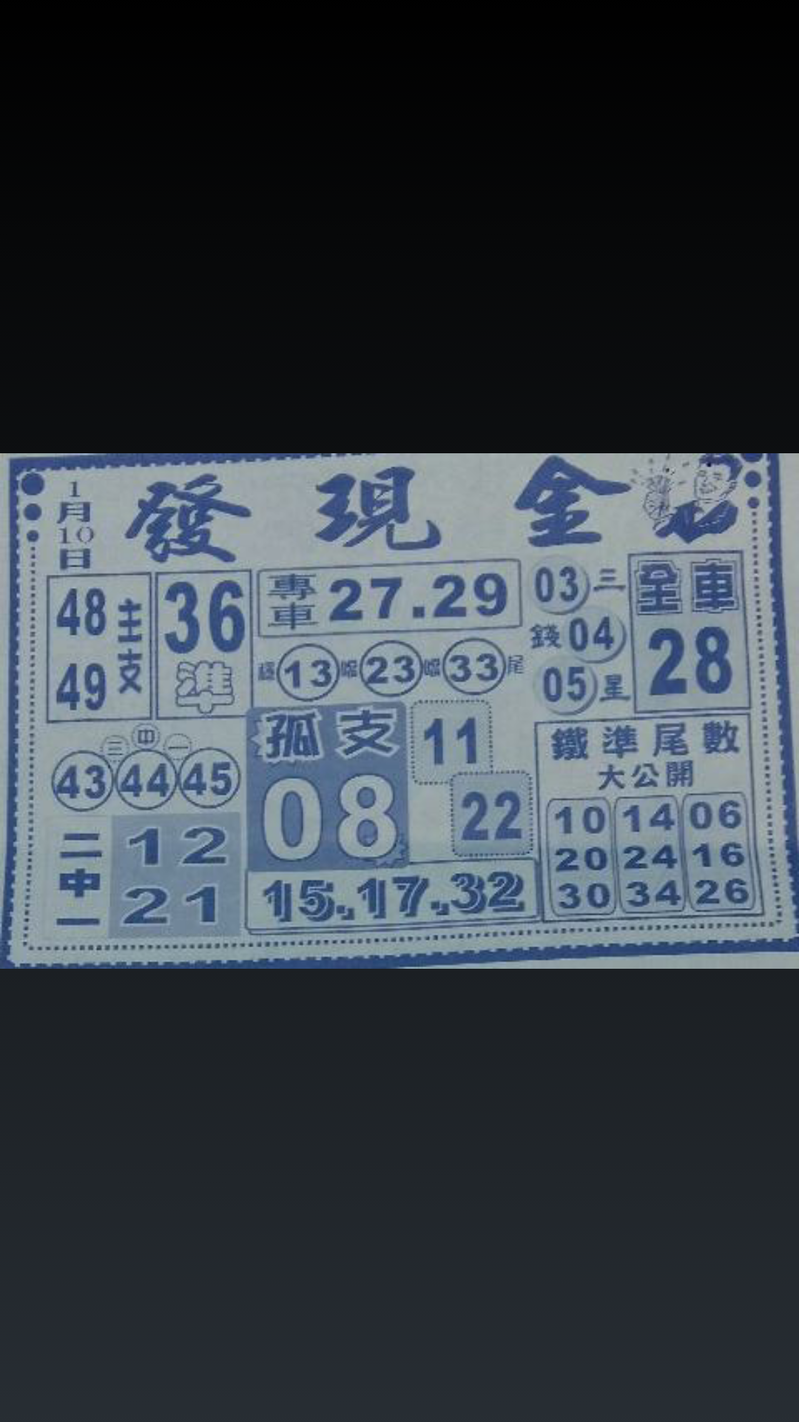 1月10日
發現金
48 49 主支
36 準
專車 27.29
03 三
錢 04
05 星
全車 28
13 23 33 尾
三中一
43 44 45
孤支 08
11
22
二中一 12 21
15.17.32
鐵準尾數
大公開
10 14 06
20 24 16
30 34 26